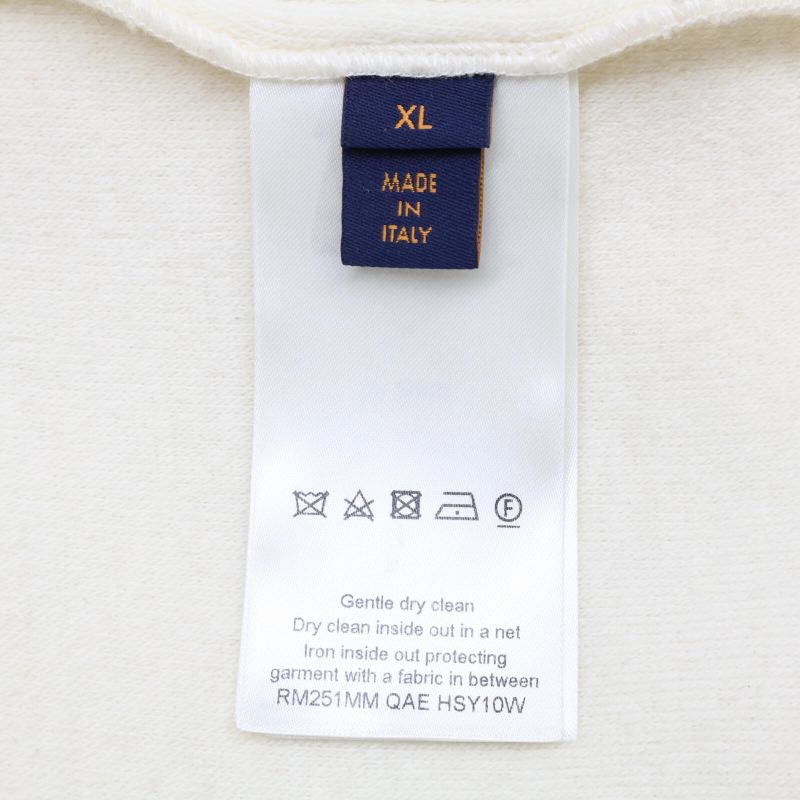 XL
MADE
IN
ITALY
F
Gentle dry clean
Dry clean inside out in a net
Iron inside out protecting
garment with a fabric in between
RM251MM QAE HSY10W